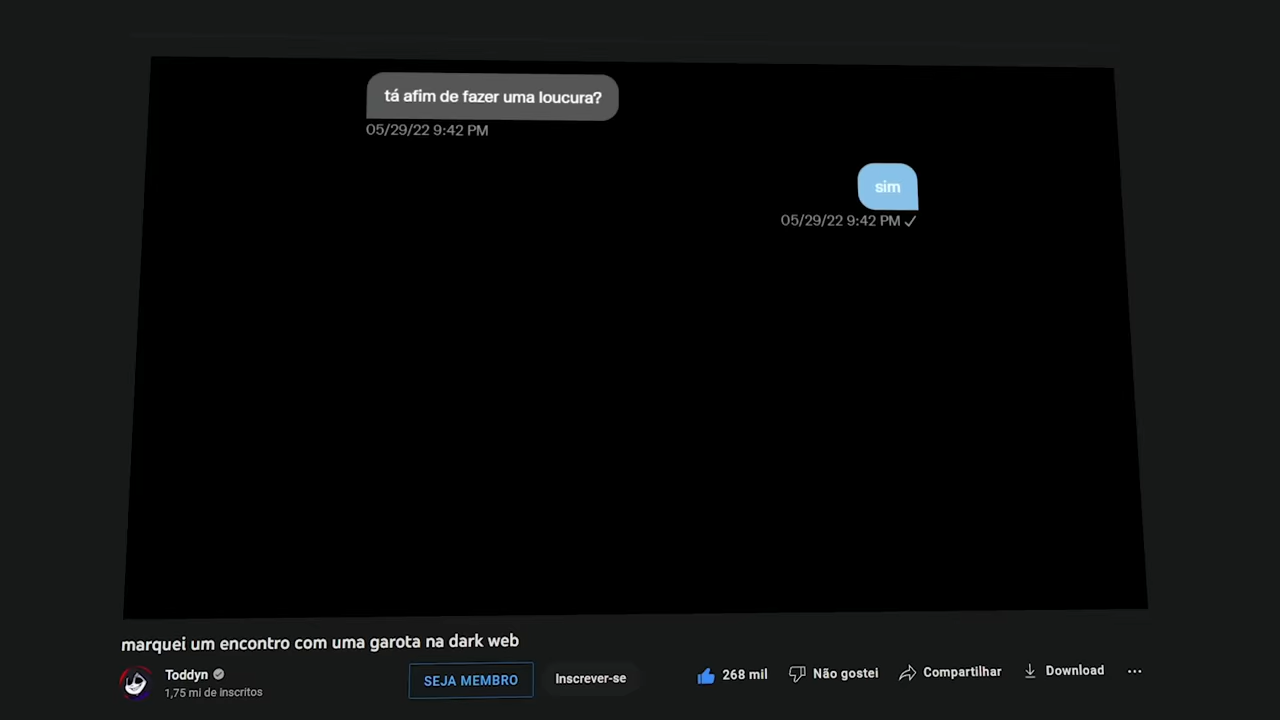 tá afim de fazer uma loucura?
05/29/22 9:42 PM
sim
05/29/22 9:42 PM
marquei um encontro com uma garota na dark web
Toddyn
1,75 mi de inscritos
SEJA MEMBRO
Inscrever-se
268 mil
Não gostei
Compartilhar
Download